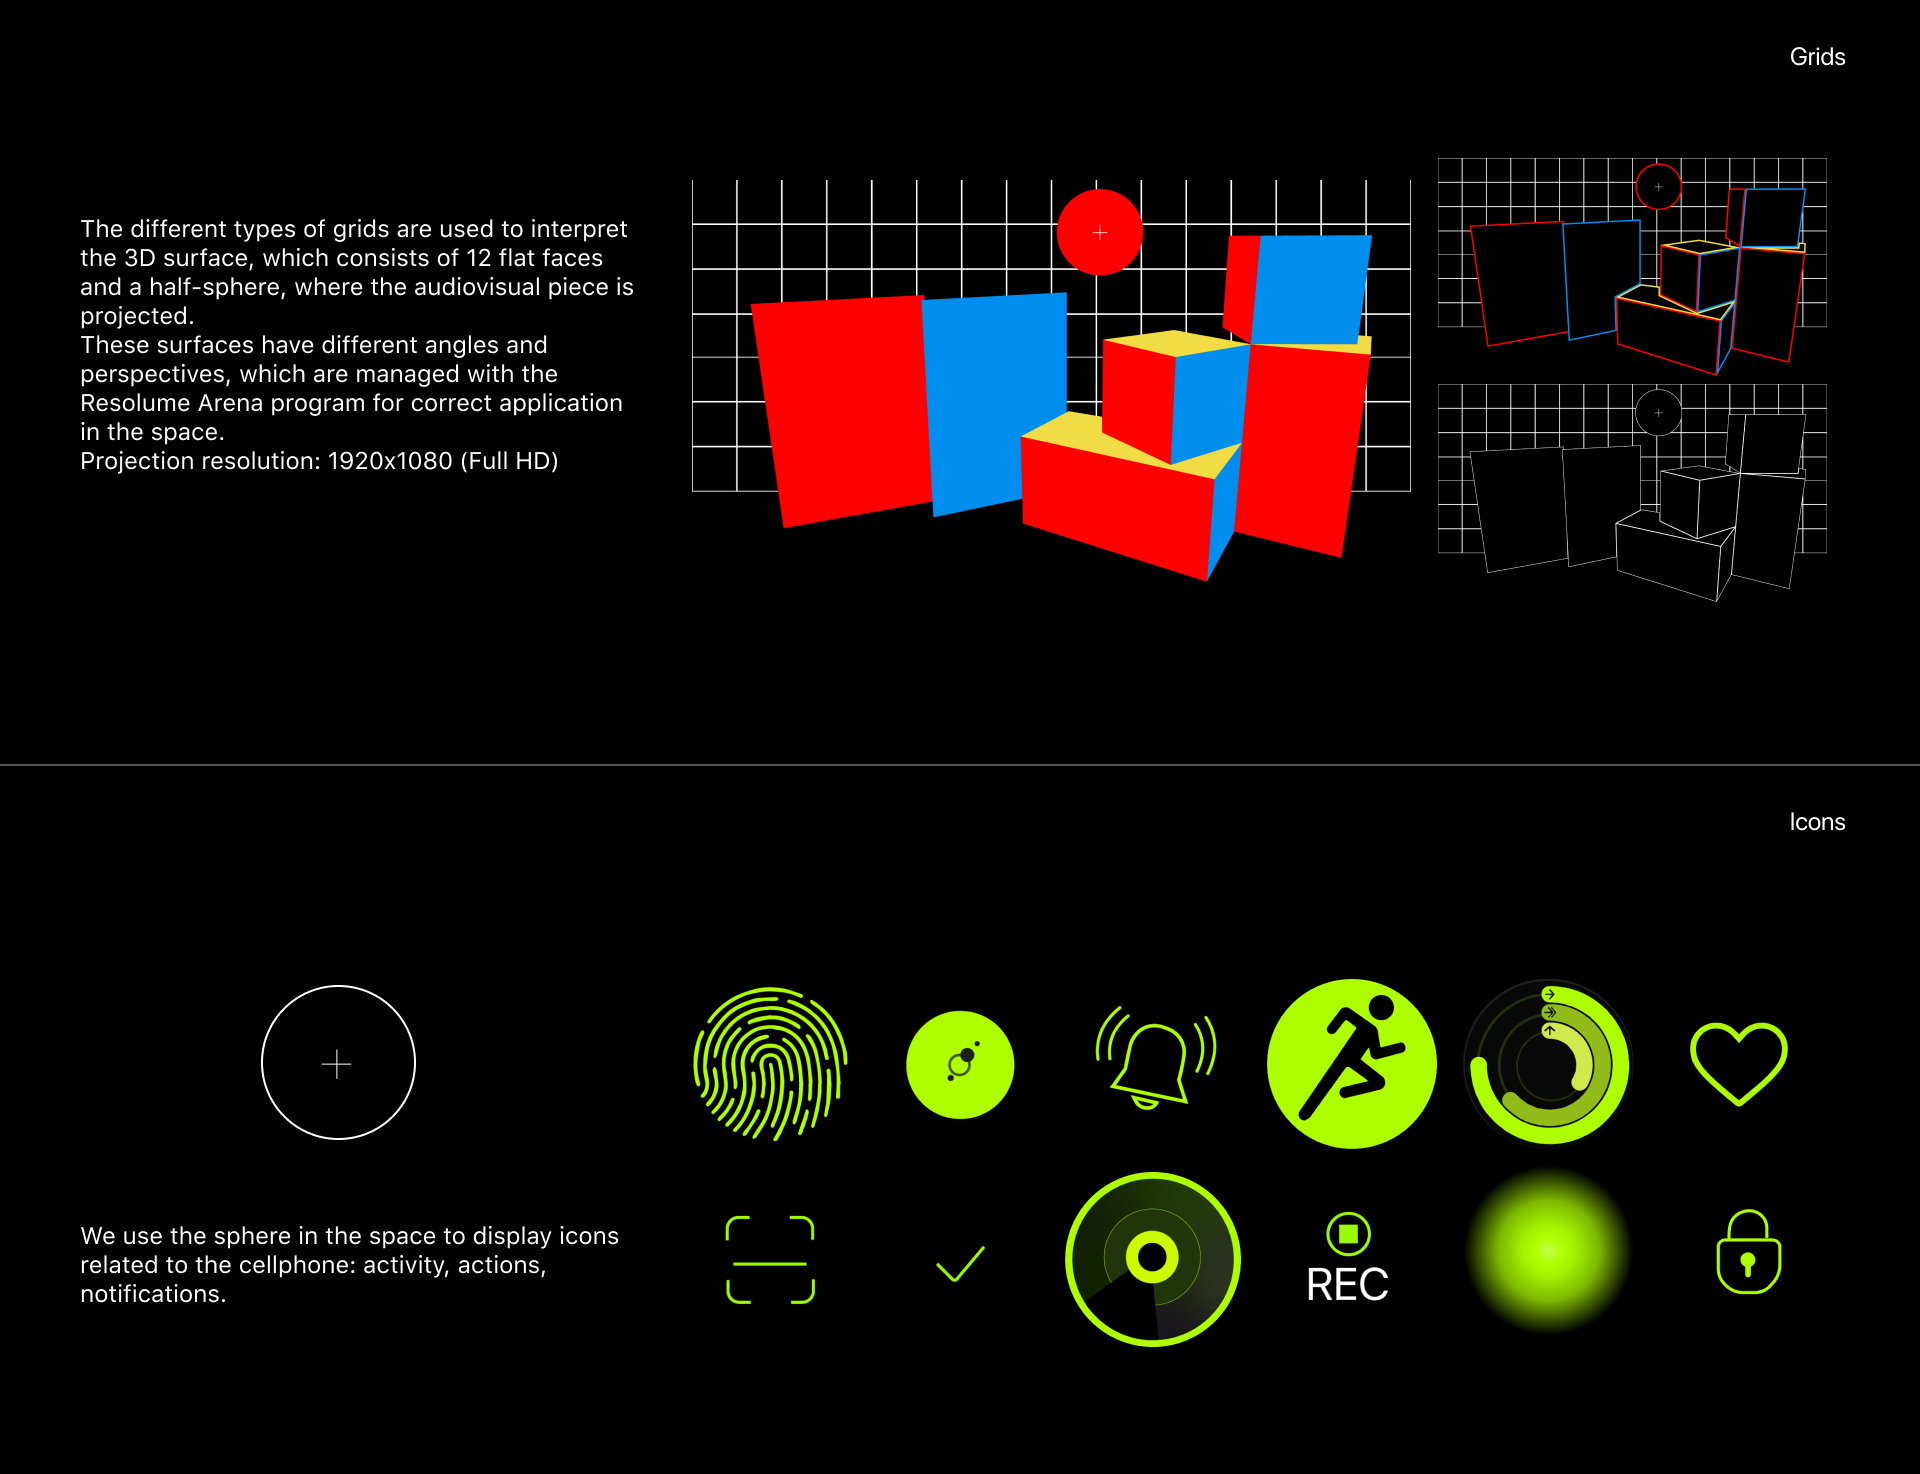 Grids
The different types of grids are used to interpret
the 3D surface, which consists of 12 flat faces
and a half-sphere, where the audiovisual piece is
projected.
These surfaces have different angles and
perspectives, which are managed with the
Resolume Arena program for correct application
in the space.
Projection resolution: 1920x1080 (Full HD)
Icons
We use the sphere in the space to display icons
related to the cellphone: activity, actions,
notifications.
REC